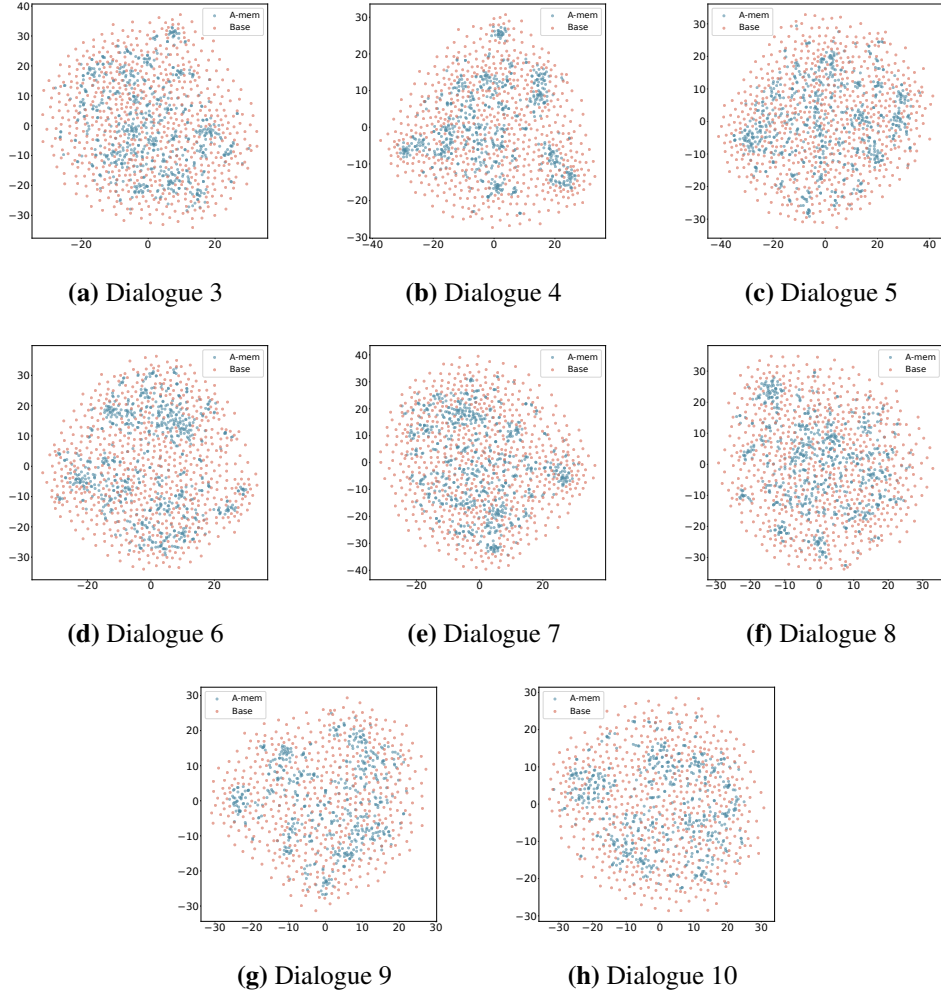 40
30
20
10
0
−10
−20
−30
−20 0 20
A-mem
Base
(a) Dialogue 3
30
20
10
0
−10
−20
−30
−40 −20 0 20
A-mem
Base
(b) Dialogue 4
30
20
10
0
−10
−20
−30
−40 −20 0 20 40
A-mem
Base
(c) Dialogue 5
30
20
10
0
−10
−20
−30
−20 0 20
A-mem
Base
(d) Dialogue 6
40
30
20
10
0
−10
−20
−30
−40
−20 0 20
A-mem
Base
(e) Dialogue 7
30
20
10
0
−10
−20
−30
−30 −20 −10 0 10 20 30
A-mem
Base
(f) Dialogue 8
30
20
10
0
−10
−20
−30
−30 −20 −10 0 10 20 30
A-mem
Base
(g) Dialogue 9
30
20
10
0
−10
−20
−30
−30 −20 −10 0 10 20 30
A-mem
Base
(h) Dialogue 10